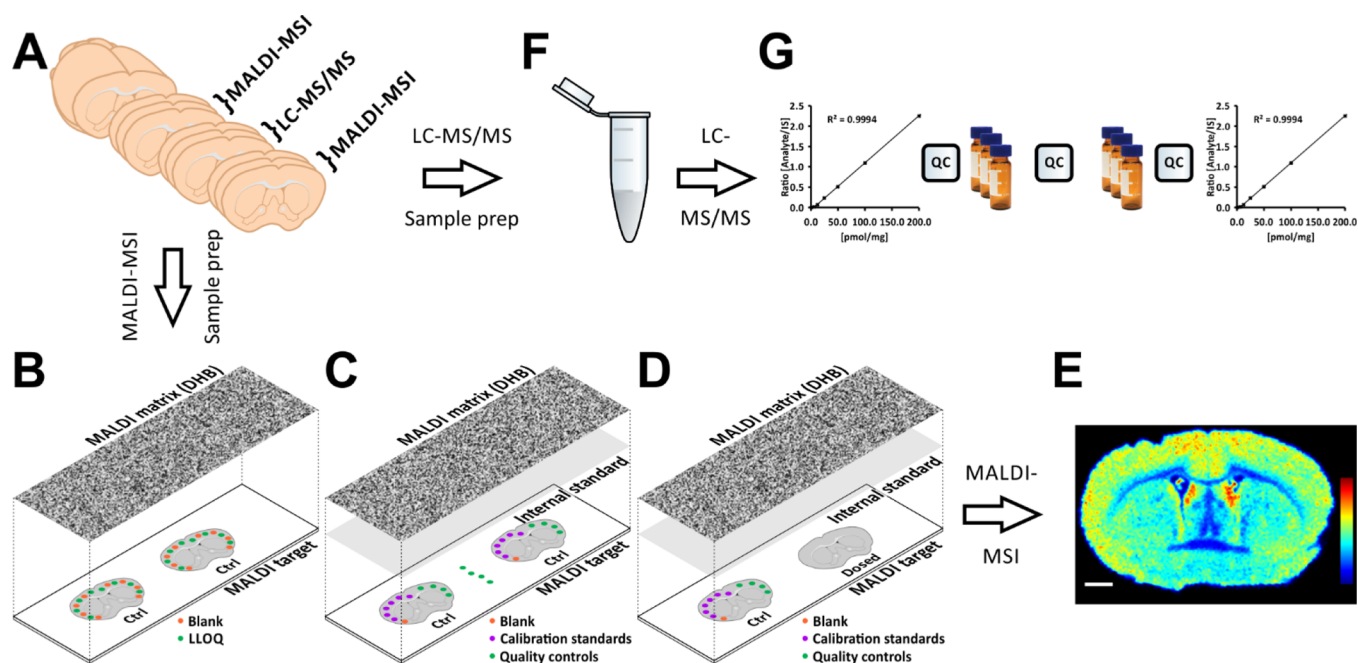 A
}MALDI-MSI
}LC-MS/MS
}MALDI-MSI
LC-MS/MS
Sample prep
F
LC-
MS/MS
G
Ratio [Analyte/IS]
2.5
2.0
1.5
1.0
0.5
0.0
R² = 0.9994
0.0 50.0 100.0 150.0 200.0
[pmol/mg]
QC
QC
QC
Ratio [Analyte/IS]
2.5
2.0
1.5
1.0
0.5
0.0
R² = 0.9994
0.0 50.0 100.0 150.0 200.0
[pmol/mg]
MALDI-MSI
Sample prep
B
MALDI matrix (DHB)
Ctrl
Ctrl
MALDI target
Blank
LLOQ
C
MALDI matrix (DHB)
Internal standard
Ctrl
Ctrl
MALDI target
Blank
Calibration standards
Quality controls
D
MALDI matrix (DHB)
Internal standard
Dosed
Ctrl
MALDI target
Blank
Calibration standards
Quality controls
MALDI-
MSI
E